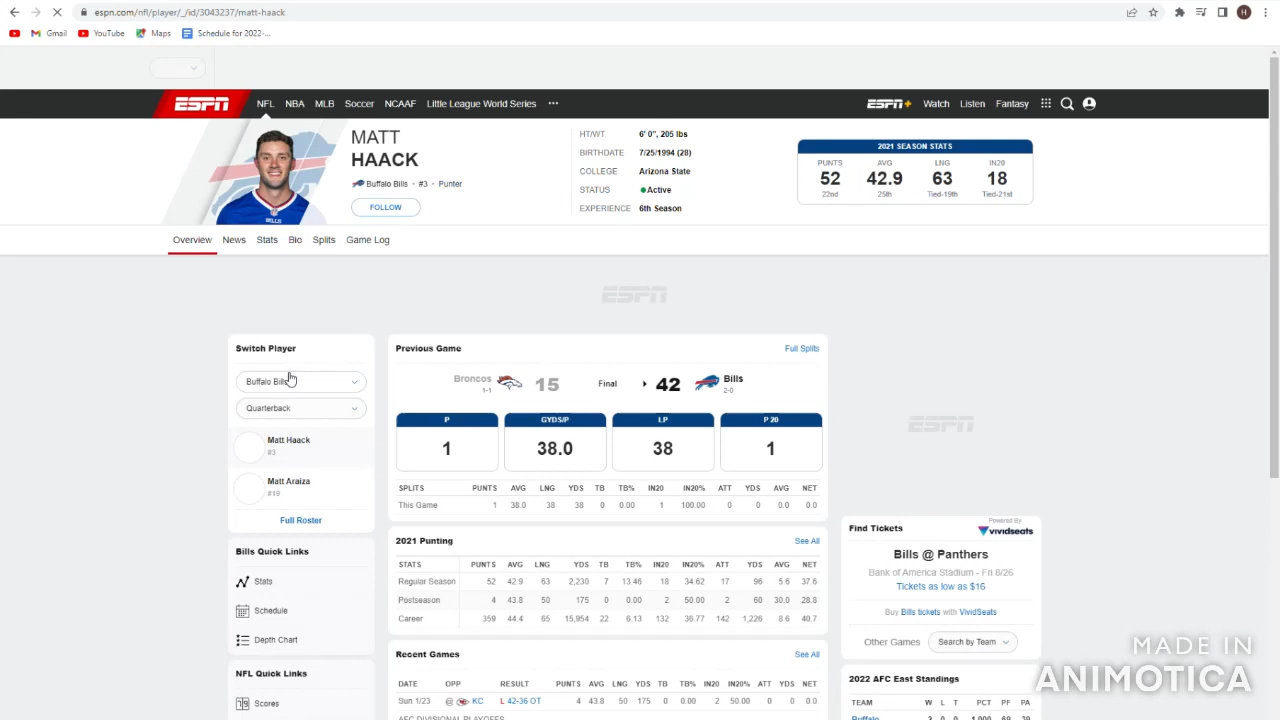 espn.com/nfl/player/_/id/3043237/matt-haack
H
Gmail
YouTube
Maps
Schedule for 2022-...
ESPN
NFL
NBA
MLB
Soccer
NCAAF
Little League World Series
ESPN+
Watch
Listen
Fantasy
MATT
HAACK
Buffalo Bills · #3 · Punter
FOLLOW
BILLS
HT/WT 6' 0", 205 lbs
BIRTHDATE 7/25/1994 (28)
COLLEGE Arizona State
STATUS Active
EXPERIENCE 6th Season
2021 SEASON STATS
PUNTS AVG LNG IN20
52 42.9 63 18
22nd 25th Tied-19th Tied-21st
Overview News Stats Bio Splits Game Log
ESPN
Switch Player
Buffalo Bills
Quarterback
Matt Haack
#3
Matt Araiza
#19
Full Roster
Bills Quick Links
Stats
Schedule
Depth Chart
NFL Quick Links
Scores
Previous Game Full Splits
Broncos 15 Final 42 Bills
1-1 2-0
P GYDS/P LP P 20
1 38.0 38 1
SPLITS PUNTS AVG LNG YDS TB TB% IN20 IN20% ATT YDS AVG NET
This Game 1 38.0 38 38 0 0.00 1 100.00 0 0 0.0 0.0
2021 Punting See All
STATS PUNTS AVG LNG YDS TB TB% IN20 IN20% ATT YDS AVG NET
Regular Season 52 42.9 63 2,230 7 13.46 18 34.62 17 96 5.6 37.6
Postseason 4 43.8 50 175 0 0.00 2 50.00 2 60 30.0 28.8
Career 359 44.4 65 15,954 22 6.13 132 36.77 142 1,226 8.6 40.7
Recent Games See All
DATE OPP RESULT PUNTS AVG LNG YDS TB TB% IN20 IN20% ATT YDS AVG NET
Sun 1/23 @ KC L 42-36 OT 4 43.8 50 175 0 0.00 2 50.00 2 60 30.0 0.0
AFC DIVISIONAL PLAYOFFS
ESPN
Find Tickets
Powered By
vividseats
Bills @ Panthers
Bank of America Stadium - Fri 8/26
Tickets as low as $16
Buy Bills tickets with VividSeats
Other Games Search by Team
2022 AFC East Standings
TEAM W L T PCT PF PA
Buffalo
MADE IN
ANIMOTICA